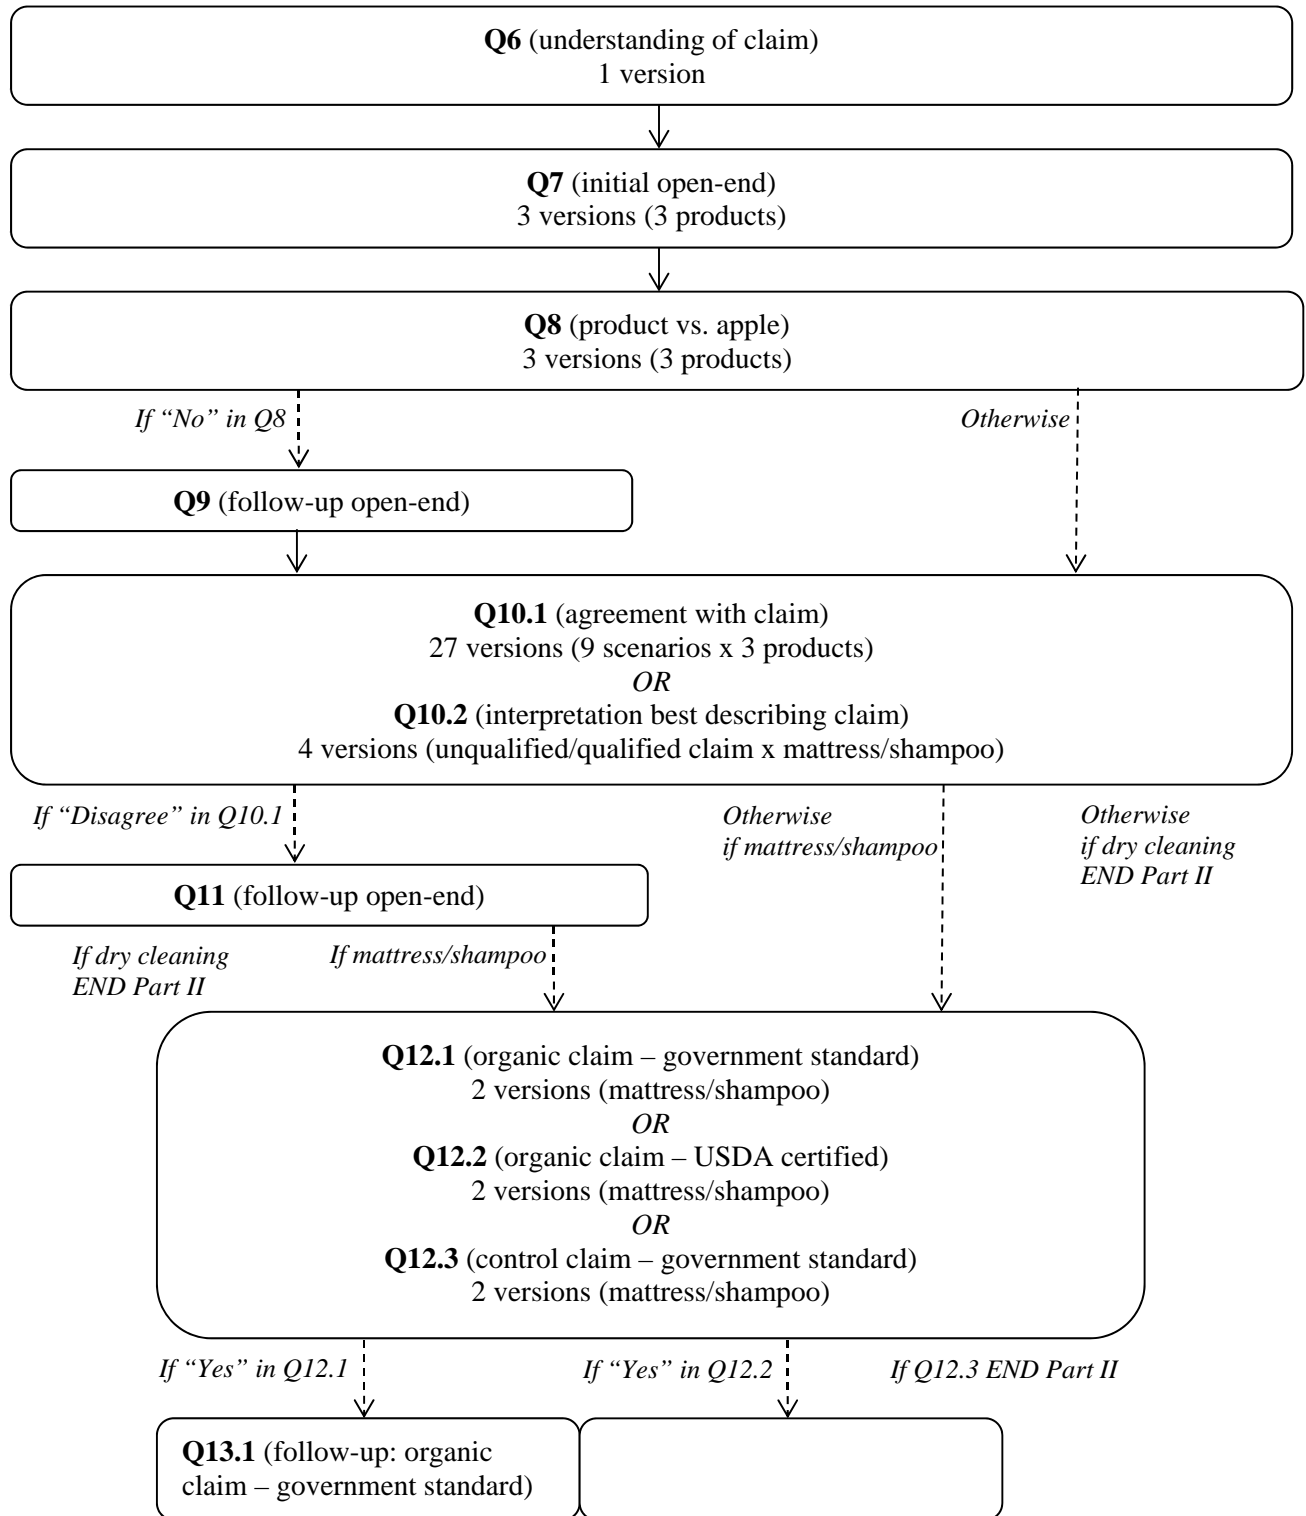 Q6 (understanding of claim)
1 version
Q7 (initial open-end)
3 versions (3 products)
Q8 (product vs. apple)
3 versions (3 products)
If “No” in Q8
Otherwise
Q9 (follow-up open-end)
Q10.1 (agreement with claim)
27 versions (9 scenarios x 3 products)
OR
Q10.2 (interpretation best describing claim)
4 versions (unqualified/qualified claim x mattress/shampoo)
If “Disagree” in Q10.1
Otherwise
if mattress/shampoo
Otherwise
if dry cleaning
END Part II
Q11 (follow-up open-end)
If dry cleaning
END Part II
If mattress/shampoo
Q12.1 (organic claim – government standard)
2 versions (mattress/shampoo)
OR
Q12.2 (organic claim – USDA certified)
2 versions (mattress/shampoo)
OR
Q12.3 (control claim – government standard)
2 versions (mattress/shampoo)
If “Yes” in Q12.1
If “Yes” in Q12.2
If Q12.3 END Part II
Q13.1 (follow-up: organic
claim – government standard)